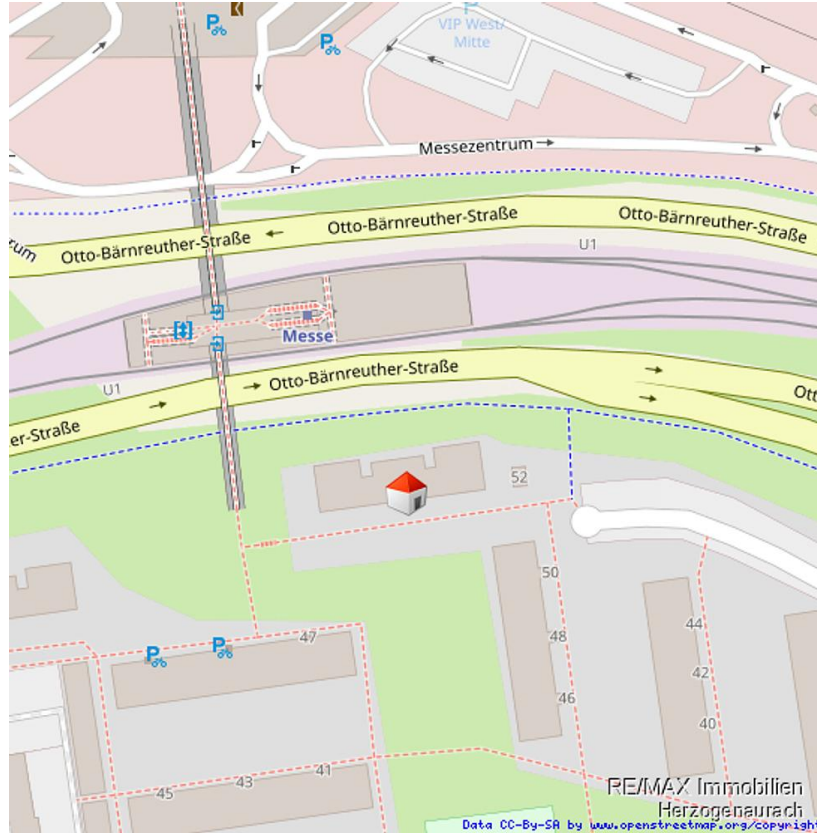 P
P
P
VIP West/
Mitte
Messezentrum
rum
Otto-Bärnreuther-Straße
Otto-Bärnreuther-Straße
Otto-Bärnreuther-Straße
U1
Messe
U1
Otto-Bärnreuther-Straße
Ott
er-Straße
52
50
48
46
44
42
40
47
P
P
45
43
41
RE/MAX Immobilien
Herzogenaurach
Data CC-By-SA by www.openstreetmap.org/copyright